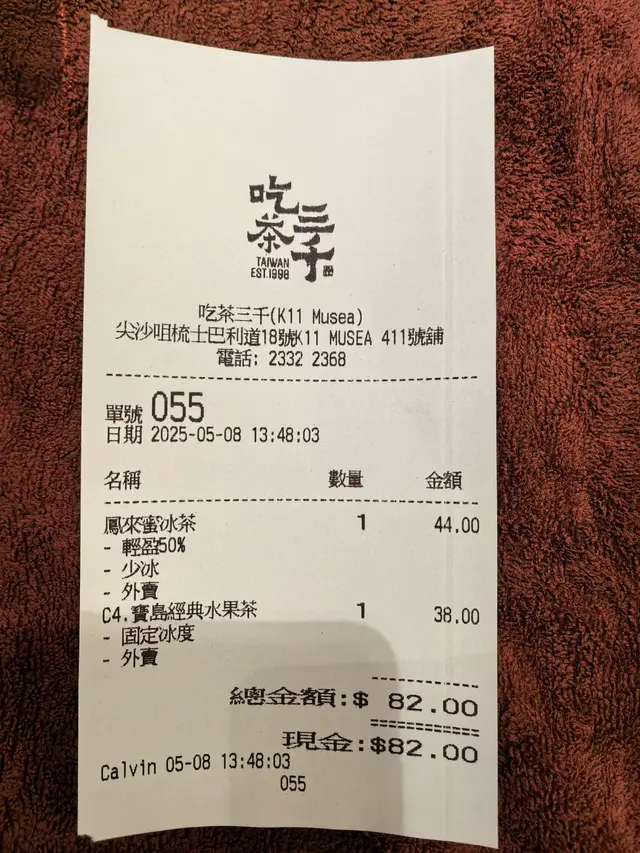 吃茶三千
TAIWAN
EST.1998
吃茶三千(K11 Musea)
尖沙咀梳士巴利道18號K11 MUSEA 411號舖
電話: 2332 2368
單號 055
日期 2025-05-08 13:48:03
名稱 數量 金額
鳳來蜜冰茶 1 44.00
- 輕盈50%
- 少冰
- 外賣
C4.寶島經典水果茶 1 38.00
- 固定冰度
- 外賣
總金額:$ 82.00
現金:$82.00
Calvin 05-08 13:48:03
055